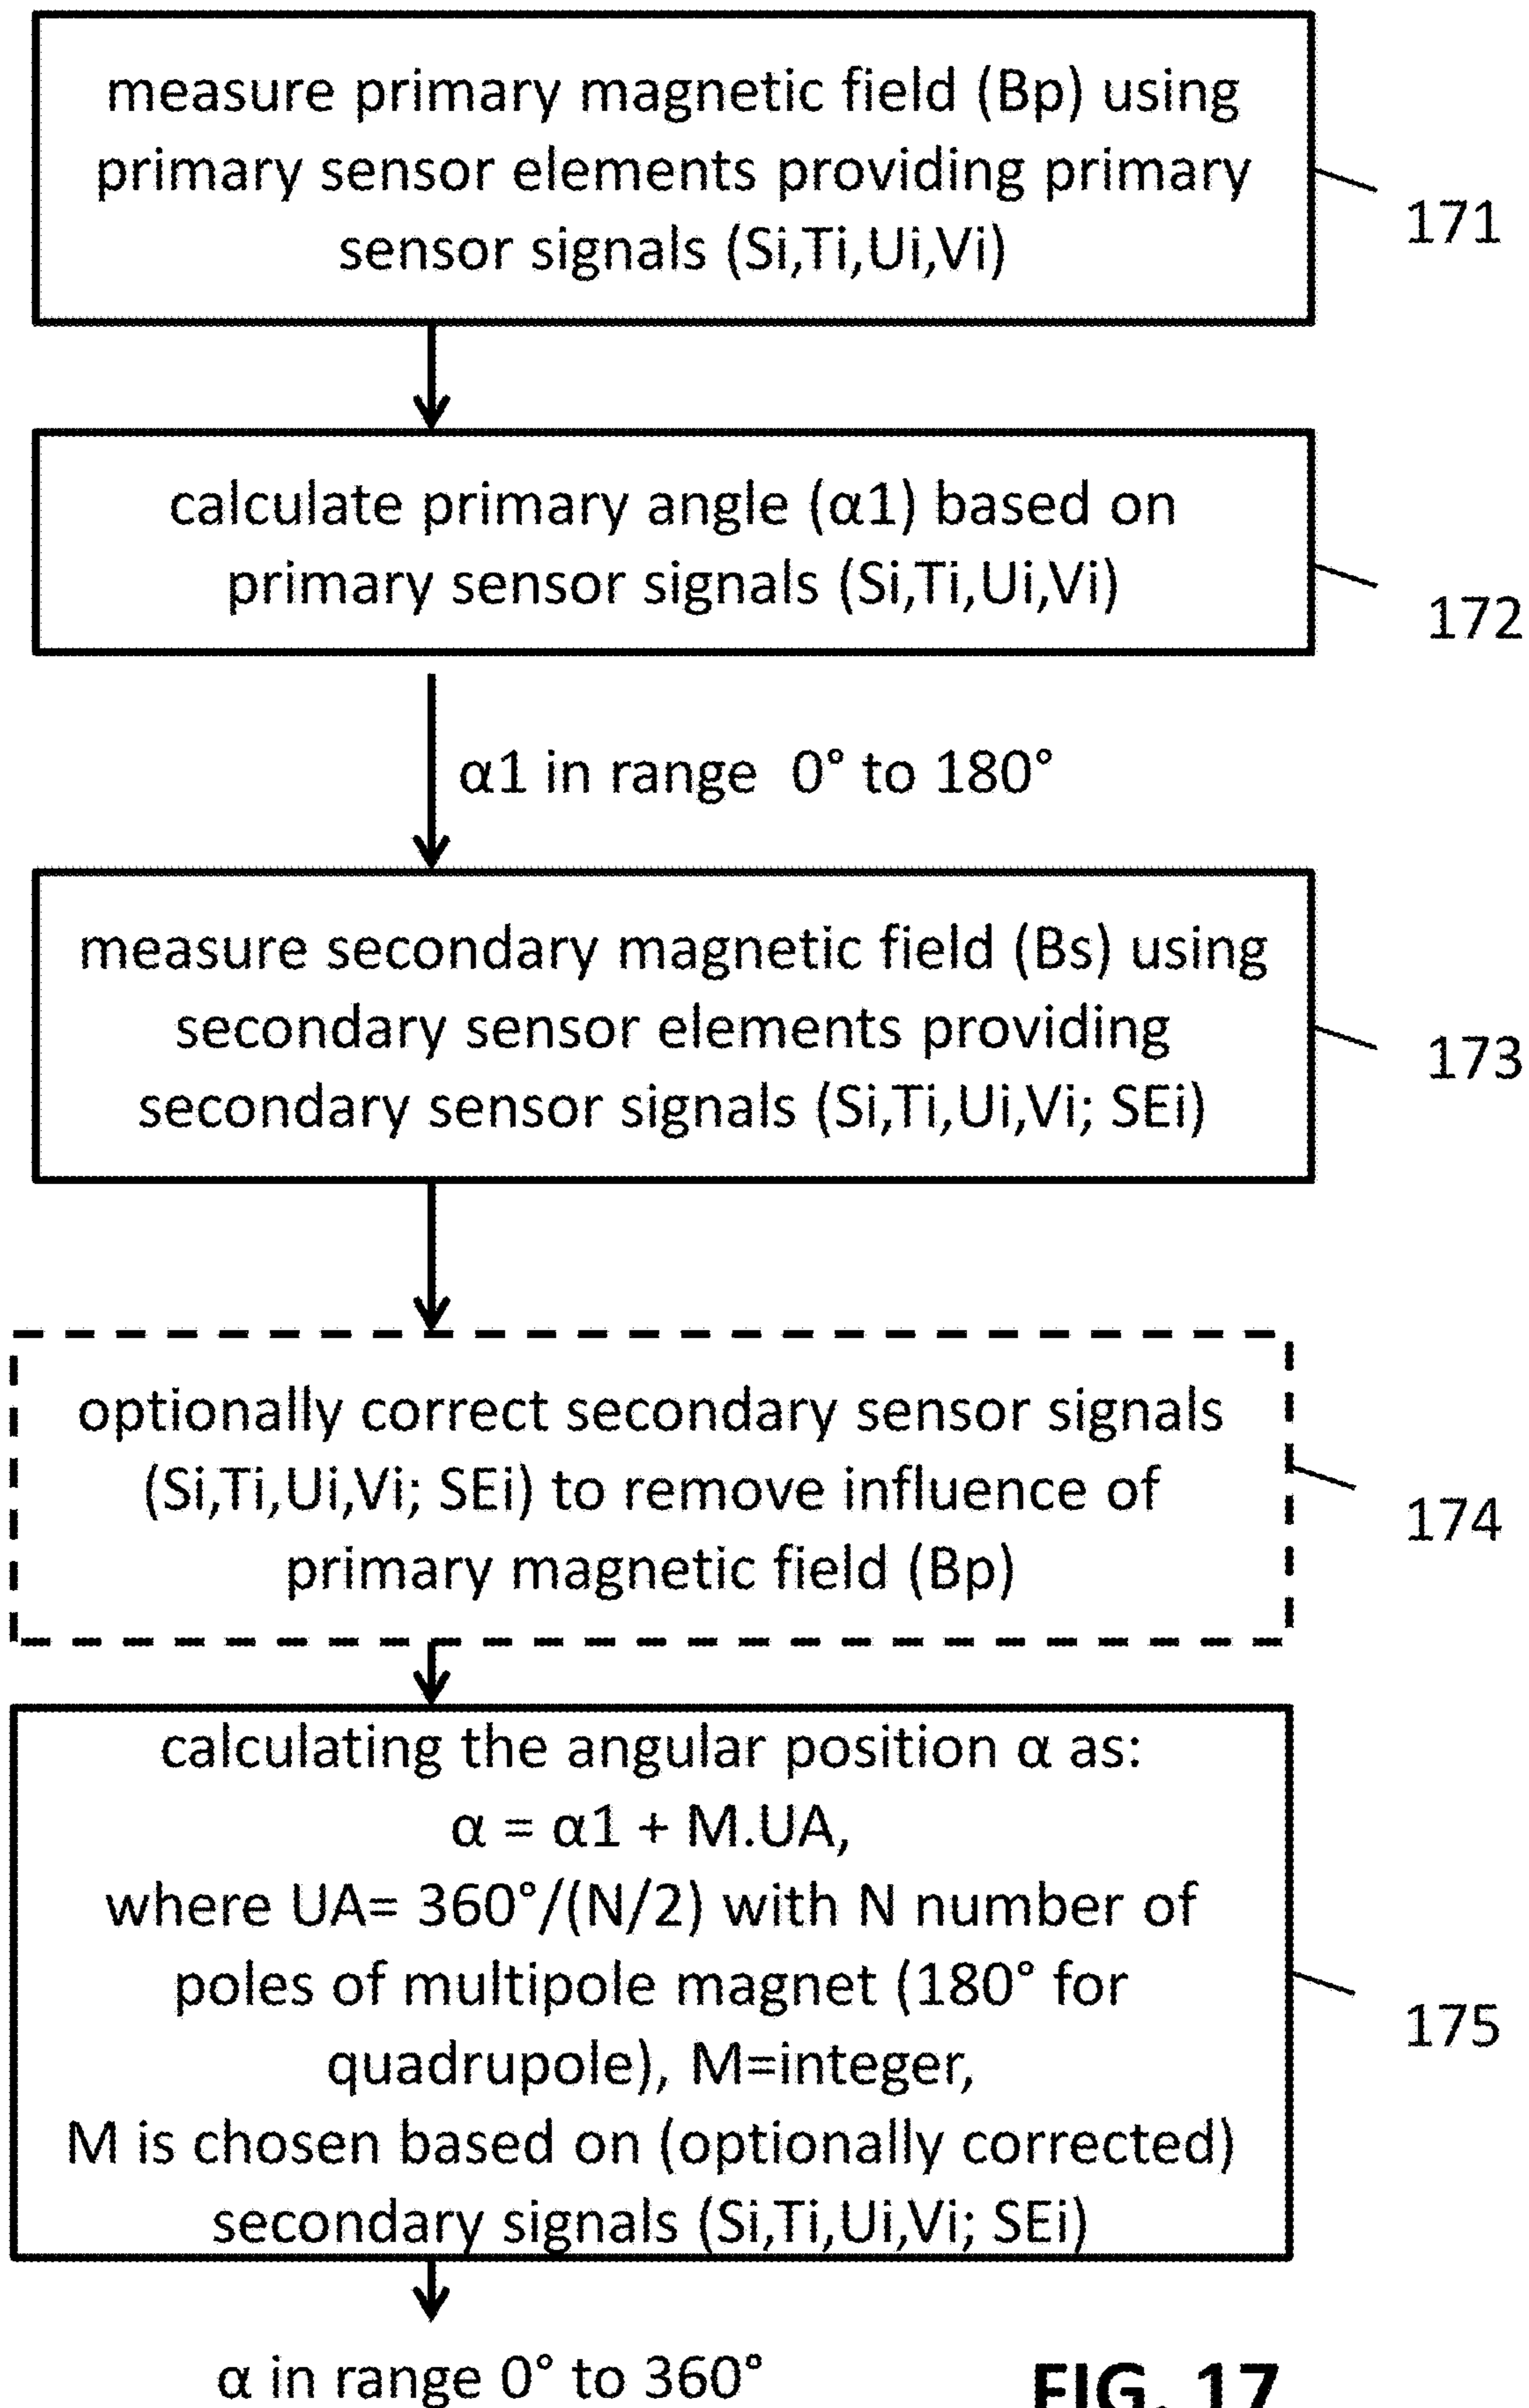 measure primary magnetic field (Bp) using
primary sensor elements providing primary
sensor signals (Si,Ti,Ui,Vi)
171
calculate primary angle (α1) based on
primary sensor signals (Si,Ti,Ui,Vi)
172
α1 in range 0° to 180°
measure secondary magnetic field (Bs) using
secondary sensor elements providing
secondary sensor signals (Si,Ti,Ui,Vi; SEi)
173
optionally correct secondary sensor signals
(Si,Ti,Ui,Vi; SEi) to remove influence of
primary magnetic field (Bp)
174
calculating the angular position α as:
α = α1 + M.UA,
where UA= 360°/(N/2) with N number of
poles of multipole magnet (180° for
quadrupole), M=integer,
M is chosen based on (optionally corrected)
secondary signals (Si,Ti,Ui,Vi; SEi)
175
α in range 0° to 360°
FIG. 17